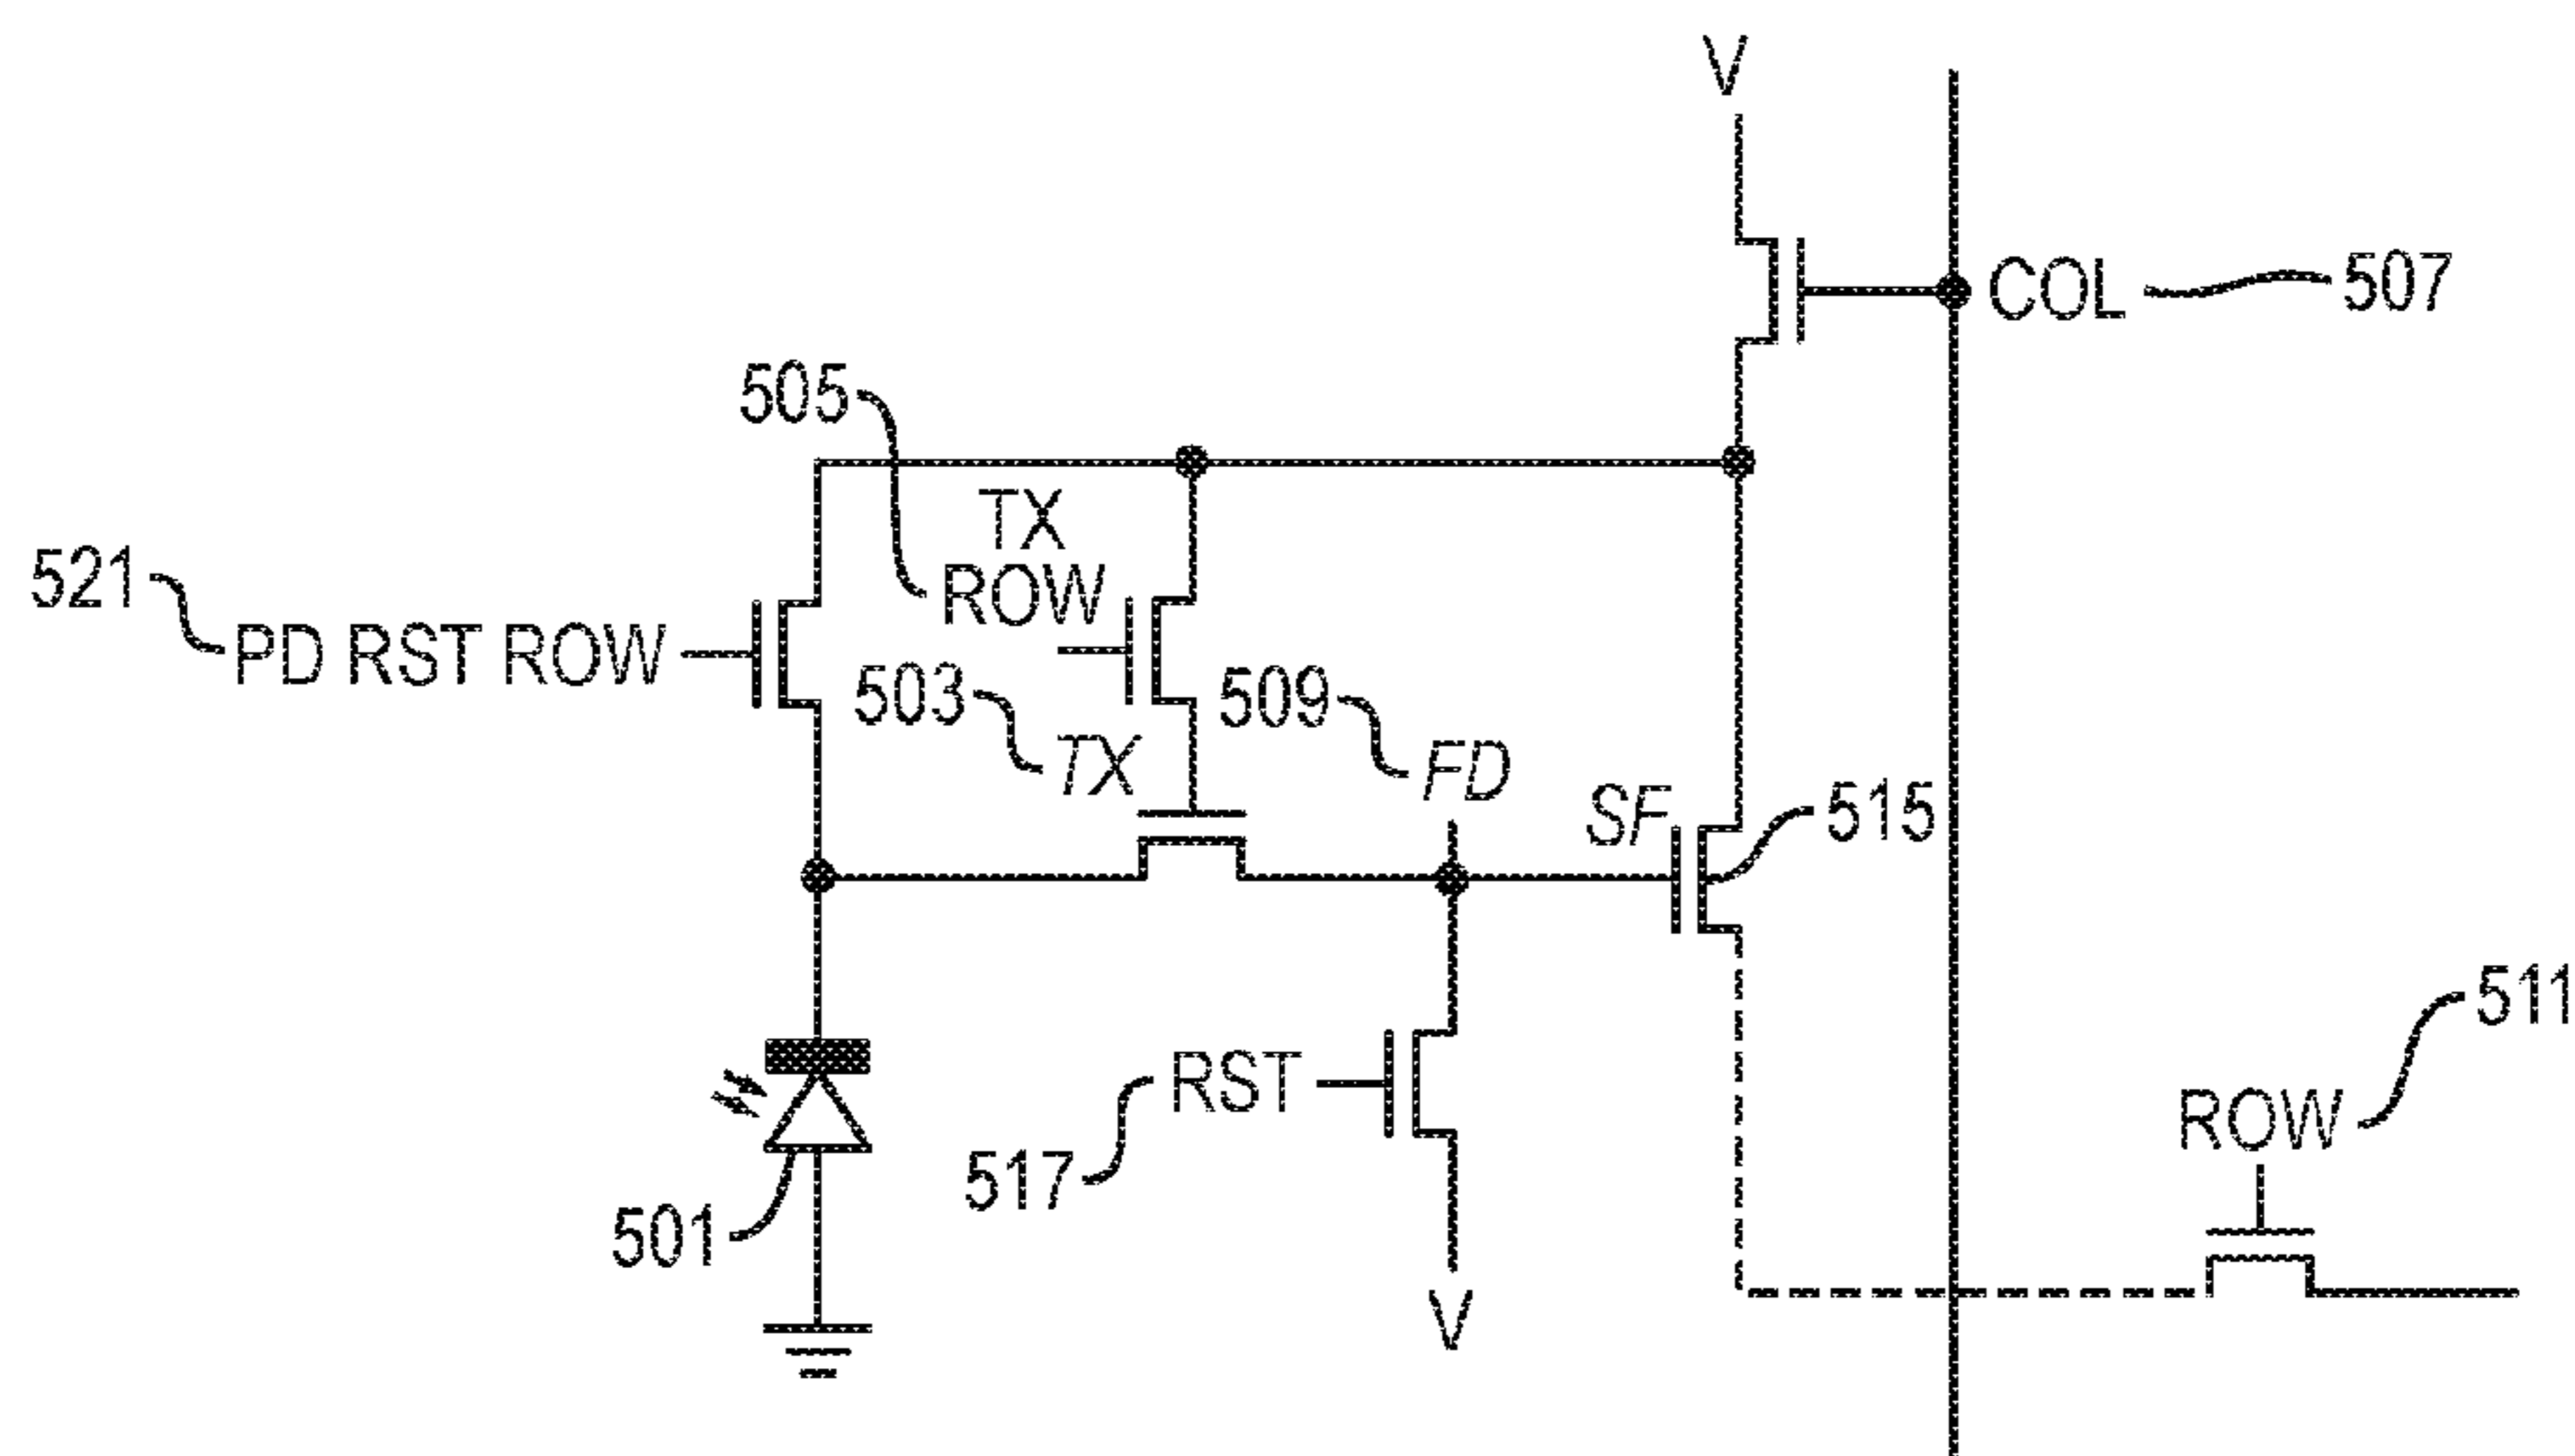 V
COL 507
505
TX
ROW
521
PD RST ROW
503
TX
509
FD
SF
515
511
ROW
RST
517
501
V